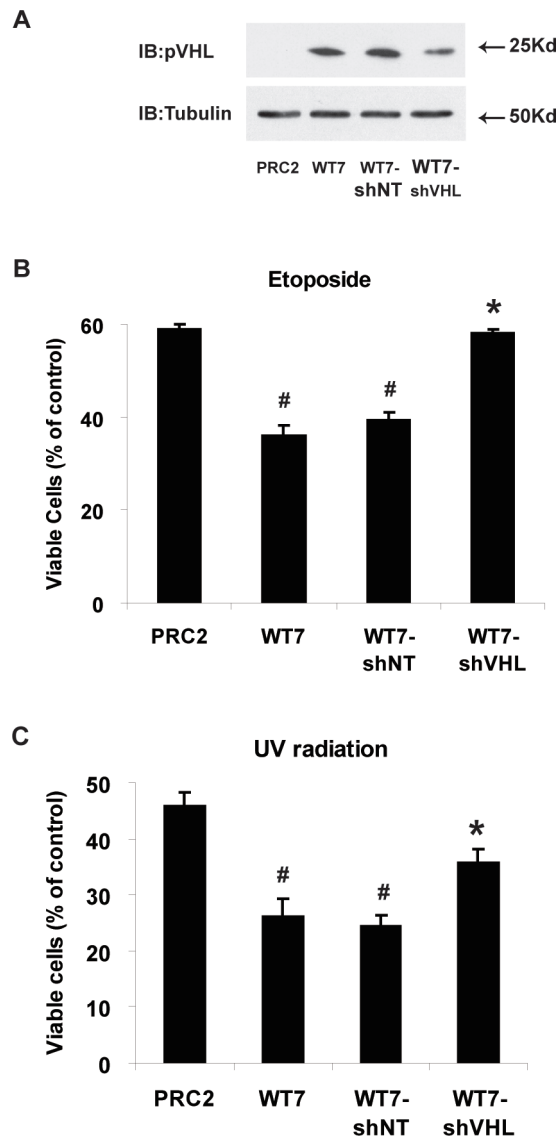 A
IB:pVHL
←25Kd
IB:Tubulin
←50Kd
PRC2 WT7 WT7- WT7-
shNT shVHL
B
Etoposide
Viable Cells (% of control)
60
40
20
0
*
# #
PRC2 WT7 WT7- WT7-
shNT shVHL
C
UV radiation
Viable cells (% of control)
50
40
30
20
10
0
*
# #
PRC2 WT7 WT7- WT7-
shNT shVHL